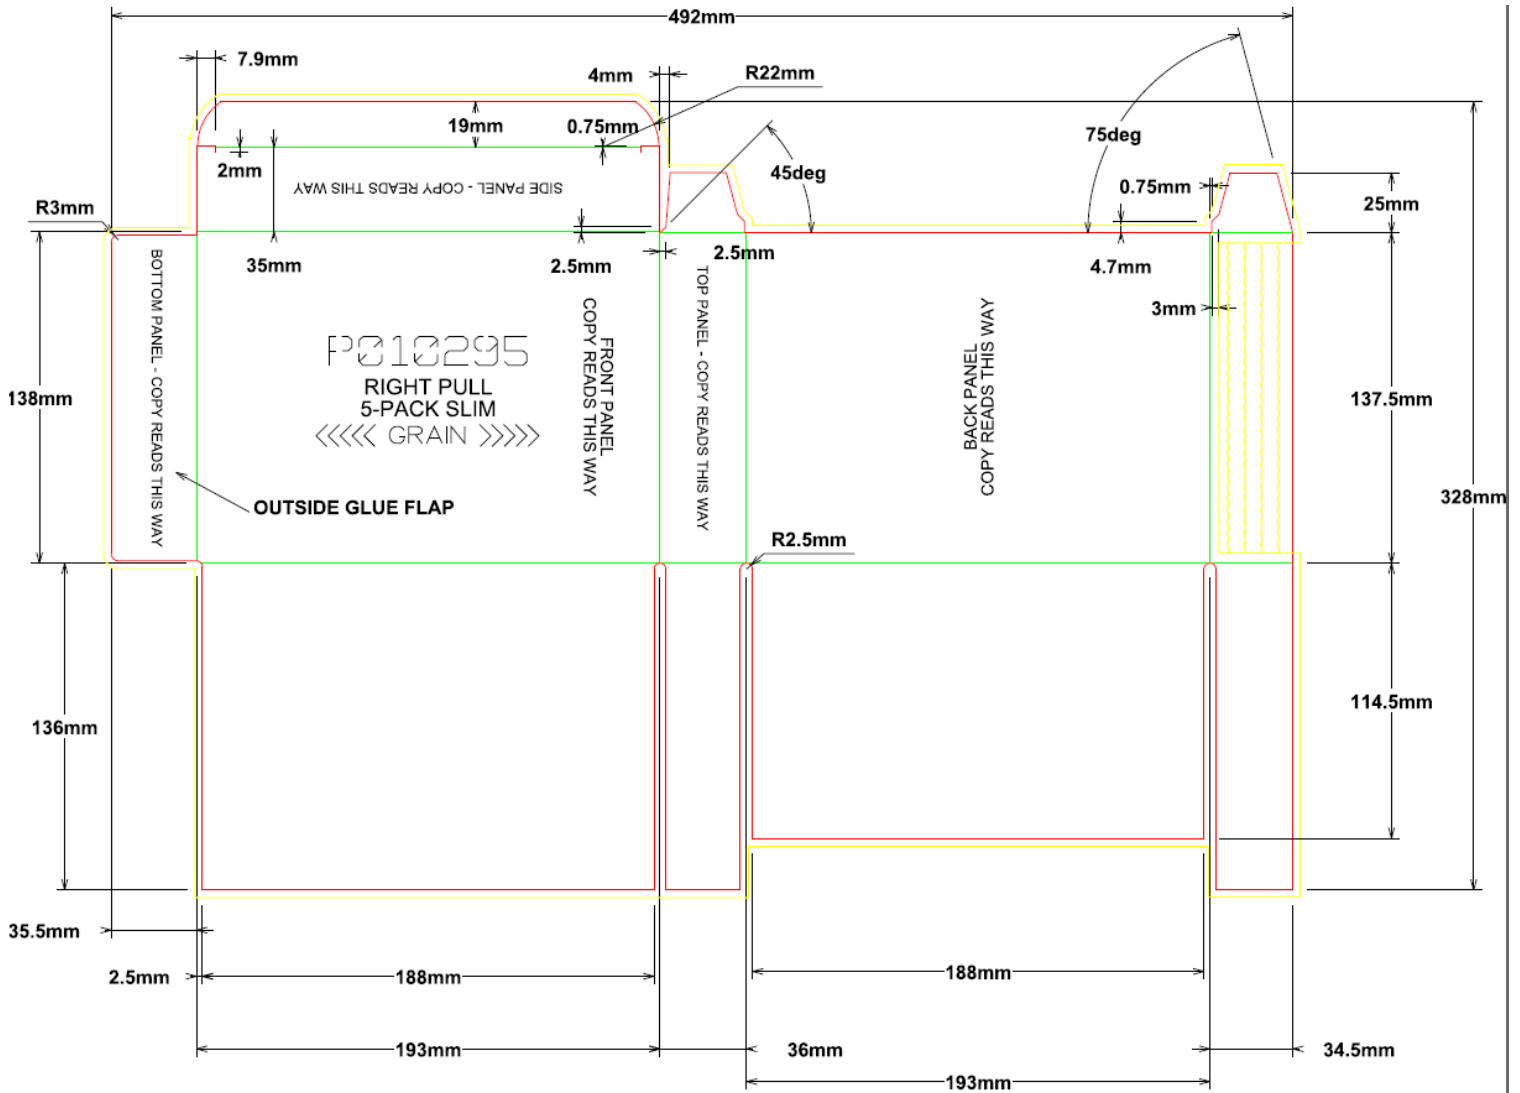 492mm
7.9mm
4mm
R22mm
19mm
0.75mm
75deg
2mm
45deg
SIDE PANEL - COPY READS THIS WAY
0.75mm
R3mm
25mm
35mm
2.5mm
2.5mm
4.7mm
3mm
BOTTOM PANEL - COPY READS THIS WAY
P010295
RIGHT PULL
5-PACK SLIM
<<<<< GRAIN >>>>>
FRONT PANEL
COPY READS THIS WAY
TOP PANEL - COPY READS THIS WAY
BACK PANEL
COPY READS THIS WAY
138mm
137.5mm
328mm
OUTSIDE GLUE FLAP
R2.5mm
136mm
114.5mm
35.5mm
2.5mm
188mm
188mm
193mm
36mm
34.5mm
193mm